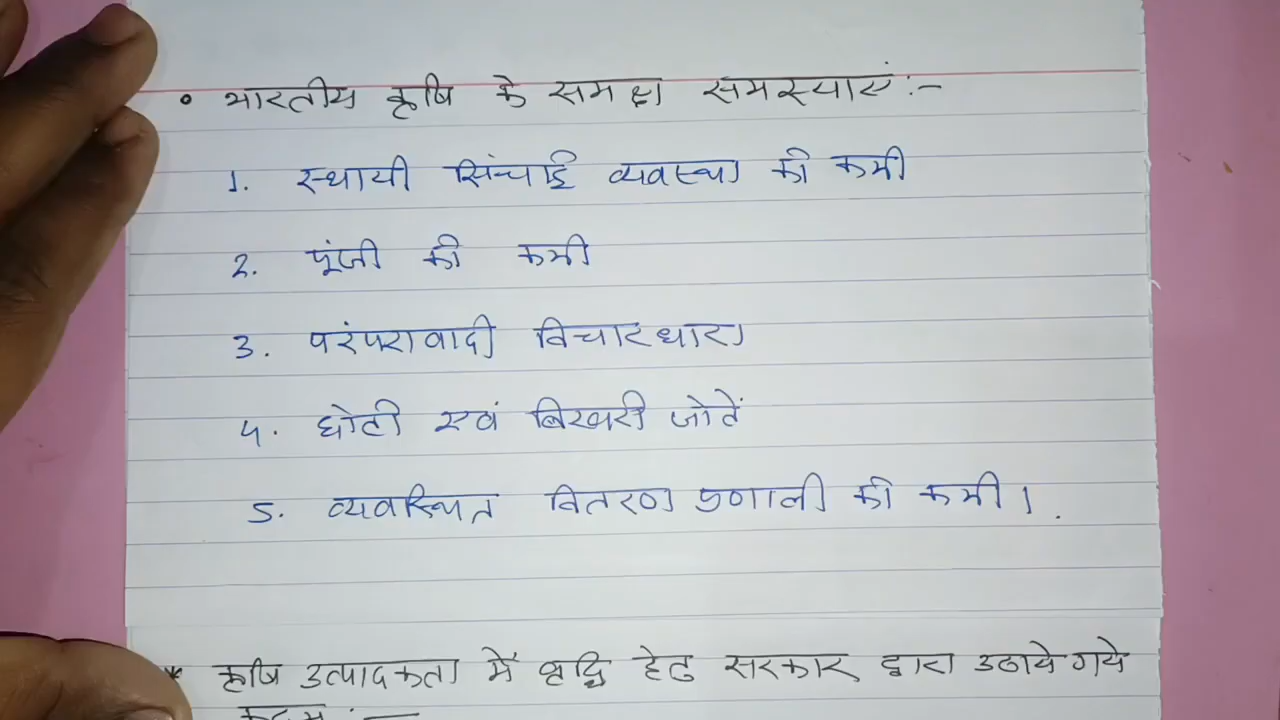 • भारतीय कृषि के समक्ष समस्याएं :-
1. स्थायी सिंचाई व्यवस्था की कमी
2. पूंजी की कमी
3. परंपरावादी विचारधारा
4. छोटी एवं बिखरी जोतें
5. व्यवस्थित वितरण प्रणाली की कमी।
* कृषि उत्पादकता में वृद्धि हेतु सरकार द्वारा उठाये गये
कदम :—